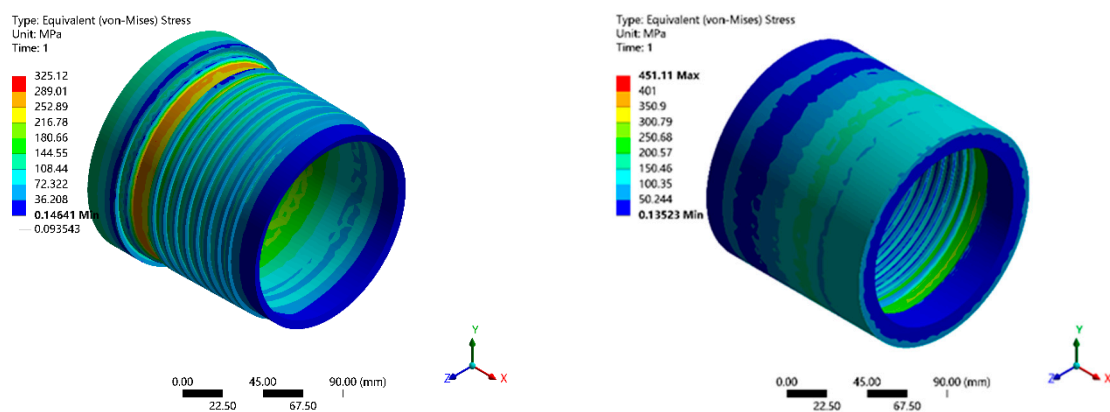 Type: Equivalent (von-Mises) Stress
Unit: MPa
Time: 1
325.12
289.01
252.89
216.78
180.66
144.55
108.44
72.322
36.208
0.14641 Min
0.093543
0.00
45.00
90.00 (mm)
22.50
67.50
Y
Z
X
Type: Equivalent (von-Mises) Stress
Unit: MPa
Time: 1
451.11 Max
401
350.9
300.79
250.68
200.57
150.46
100.35
50.244
0.13523 Min
0.00
45.00
90.00 (mm)
22.50
67.50
Y
Z
X